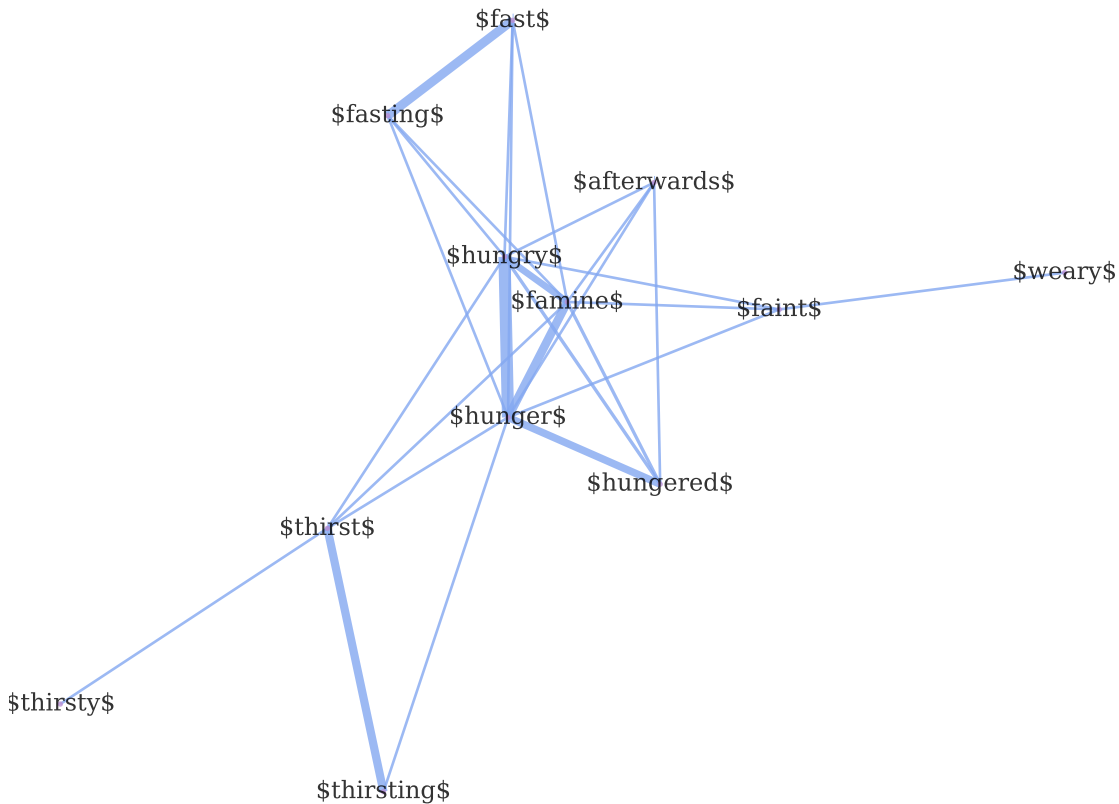 $fast$
$fasting$
$afterwards$
$hungry$
$weary$
$famine$
$faint$
$hunger$
$hungered$
$thirst$
$thirsty$
$thirsting$